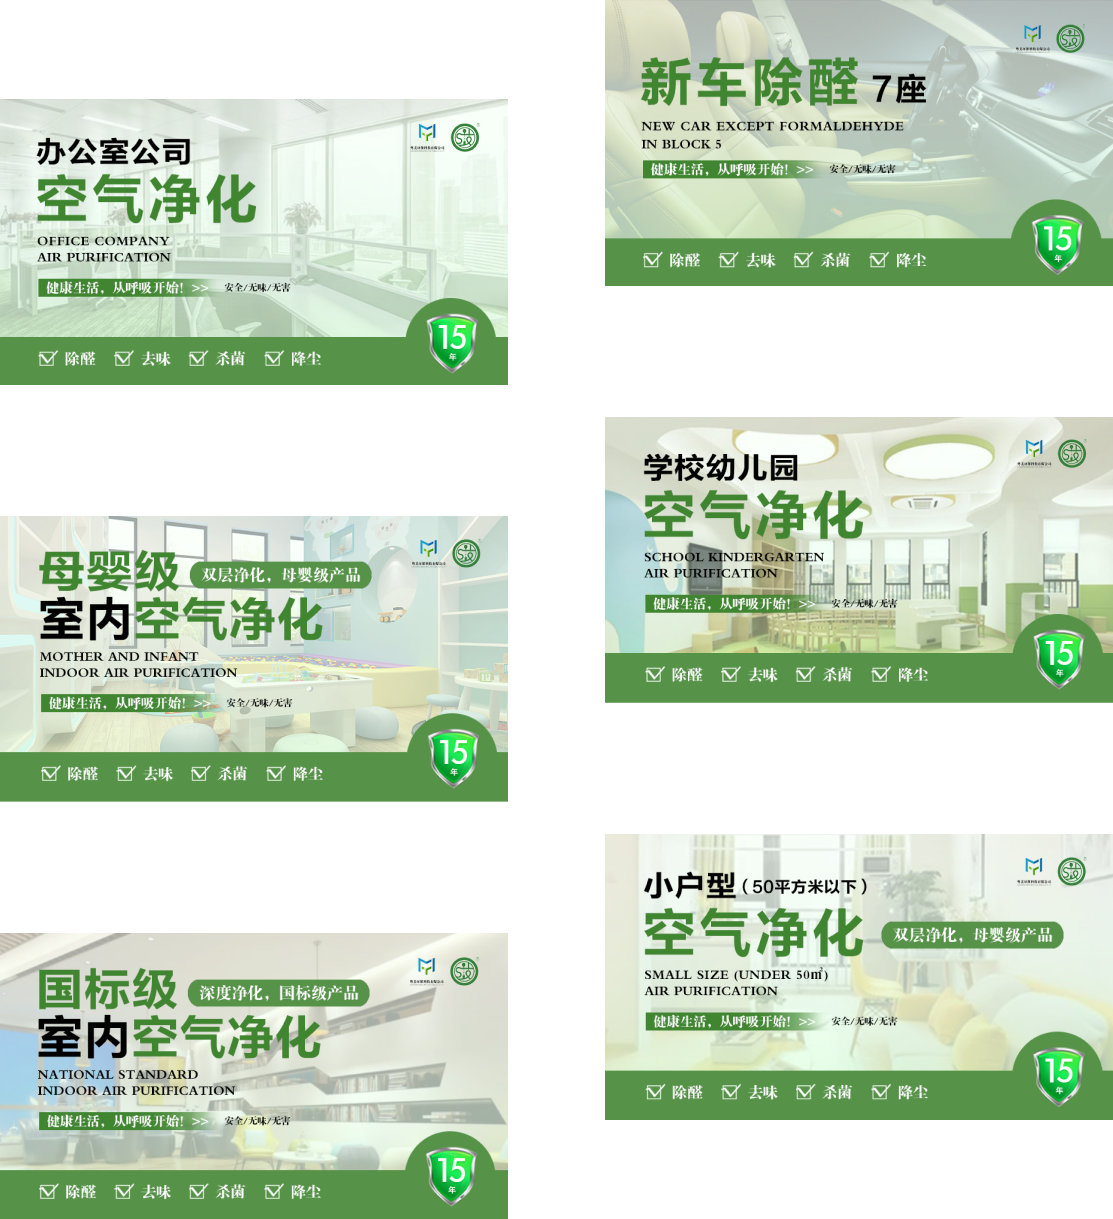 办公室公司
空气净化
OFFICE COMPANY
AIR PURIFICATION
健康生活，从呼吸开始! >> 安全/无味/无害
15
年
除醛 去味 杀菌 降尘
母婴级 双层净化，母婴级产品
室内空气净化
MOTHER AND INFANT
INDOOR AIR PURIFICATION
健康生活，从呼吸开始! >> 安全/无味/无害
15
年
除醛 去味 杀菌 降尘
国标级 深度净化，国标级产品
室内空气净化
NATIONAL STANDARD
INDOOR AIR PURIFICATION
健康生活，从呼吸开始! >> 安全/无味/无害
15
年
除醛 去味 杀菌 降尘
新车除醛 7座
NEW CAR EXCEPT FORMALDEHYDE
IN BLOCK 5
健康生活，从呼吸开始! >> 安全/无味/无害
15
年
除醛 去味 杀菌 降尘
学校幼儿园
空气净化
SCHOOL KINDERGARTEN
AIR PURIFICATION
健康生活，从呼吸开始! >> 安全/无味/无害
15
年
除醛 去味 杀菌 降尘
小户型（50平方米以下）
空气净化 双层净化，母婴级产品
SMALL SIZE (UNDER 50㎡)
AIR PURIFICATION
健康生活，从呼吸开始! >> 安全/无味/无害
15
年
除醛 去味 杀菌 降尘